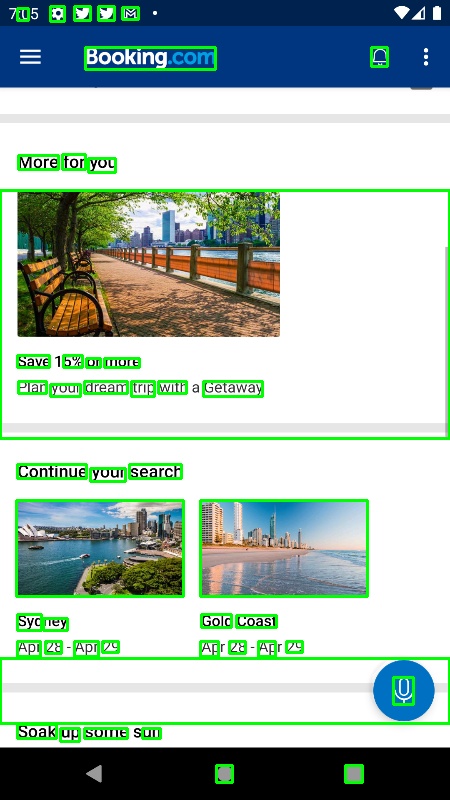 7:05
Booking.com
More for you
Save 15% or more
Plan your dream trip with a Getaway
Continue your search
Sydney
Gold Coast
Apr 28 - Apr 29
Apr 28 - Apr 29
Soak up some sun